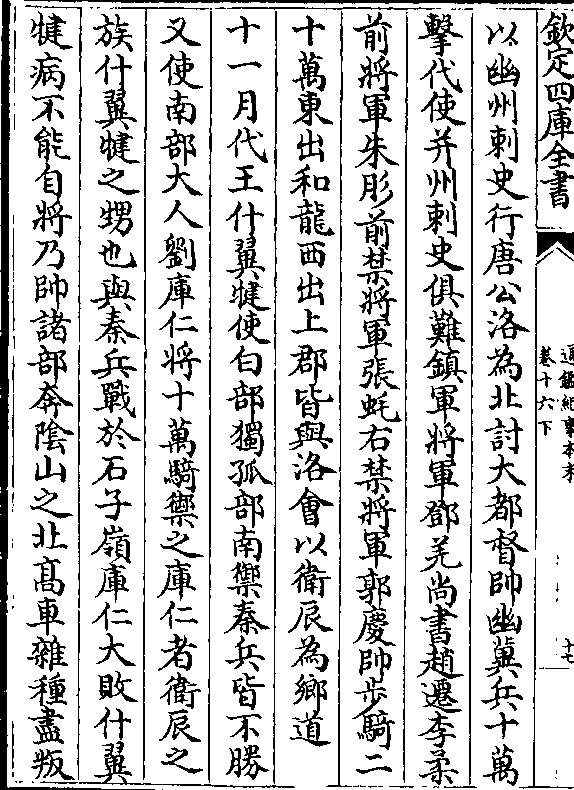 欽定四庫全書
通鑑紀事本末
卷十六下
十七
以幽州刺史行唐公洛為北討大都督帥幽冀兵十萬
擊代使并州刺史俱難鎮軍將軍鄧羌尚書趙遷李柔
前將軍朱肜前禁將軍張蚝右禁將軍郭慶帥步騎二
十萬東出和龍西出上郡皆與洛會以衛辰為鄉道
十一月代王什翼犍使白部獨孤部南禦秦兵皆不勝
又使南部大人劉庫仁將十萬騎禦之庫仁者衛辰之
族什翼犍之甥也與秦兵戰於石子嶺庫仁大敗什翼
犍病不能自將乃帥諸部奔陰山之北髙車雜種盡叛